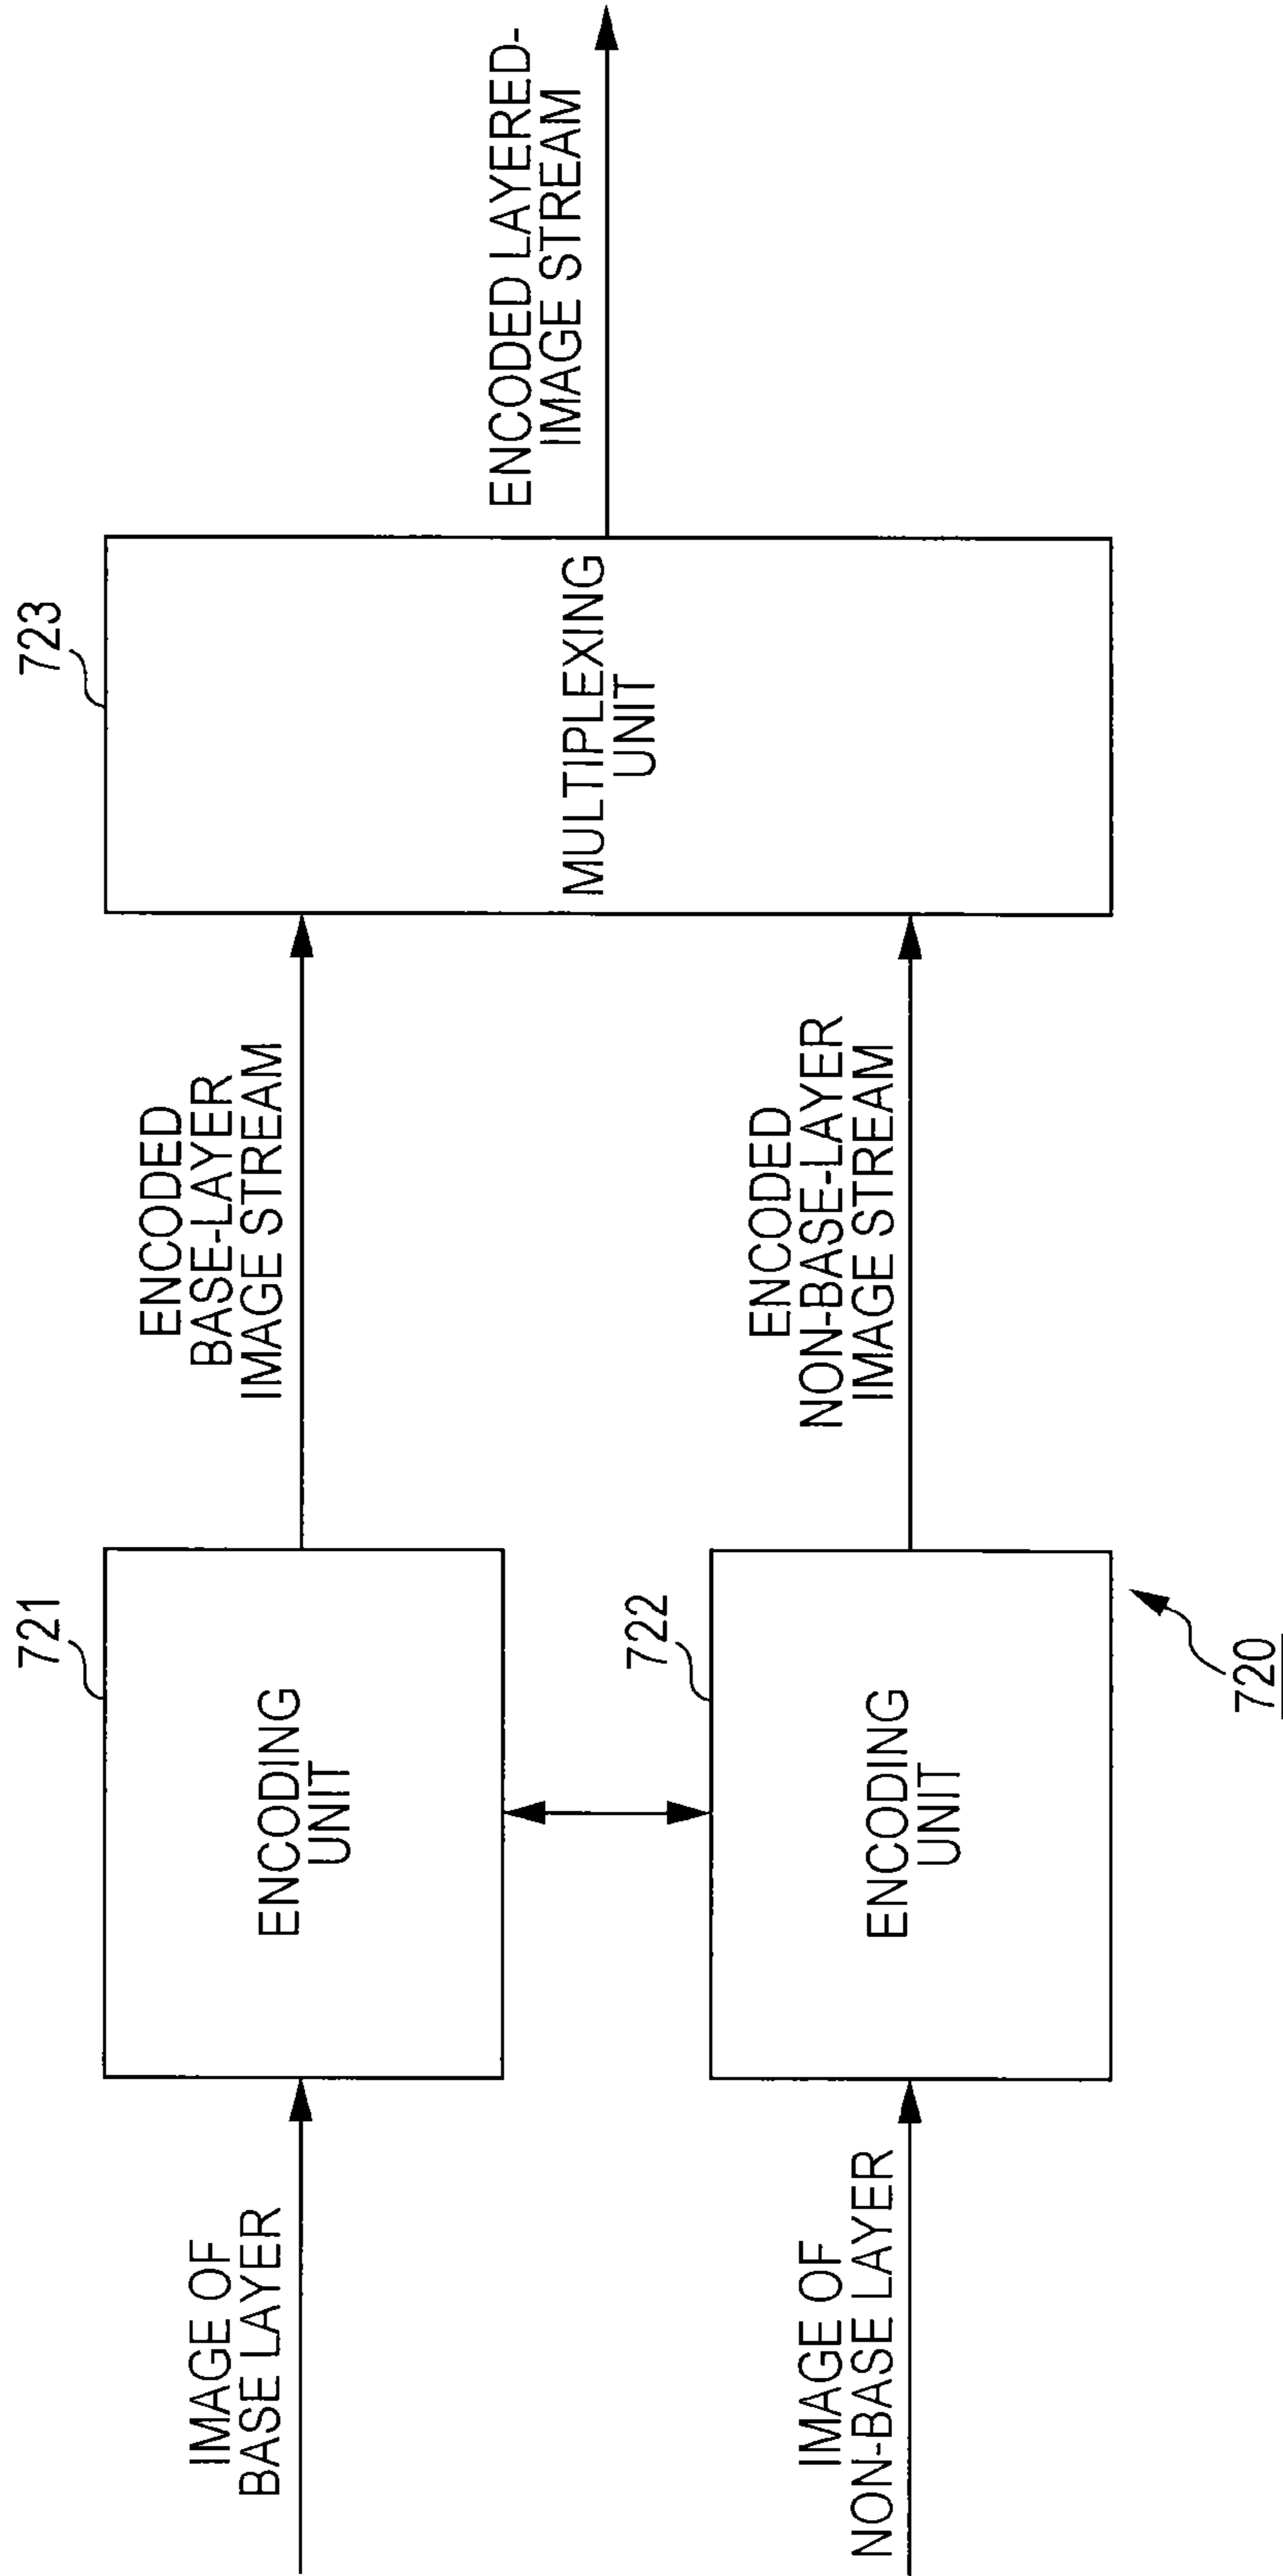 721
723
IMAGE OF
BASE LAYER
ENCODING
UNIT
ENCODED
BASE-LAYER
IMAGE STREAM
MULTIPLEXING
UNIT
ENCODED LAYERED-
IMAGE STREAM
722
IMAGE OF
NON-BASE LAYER
ENCODING
UNIT
ENCODED
NON-BASE-LAYER
IMAGE STREAM
720